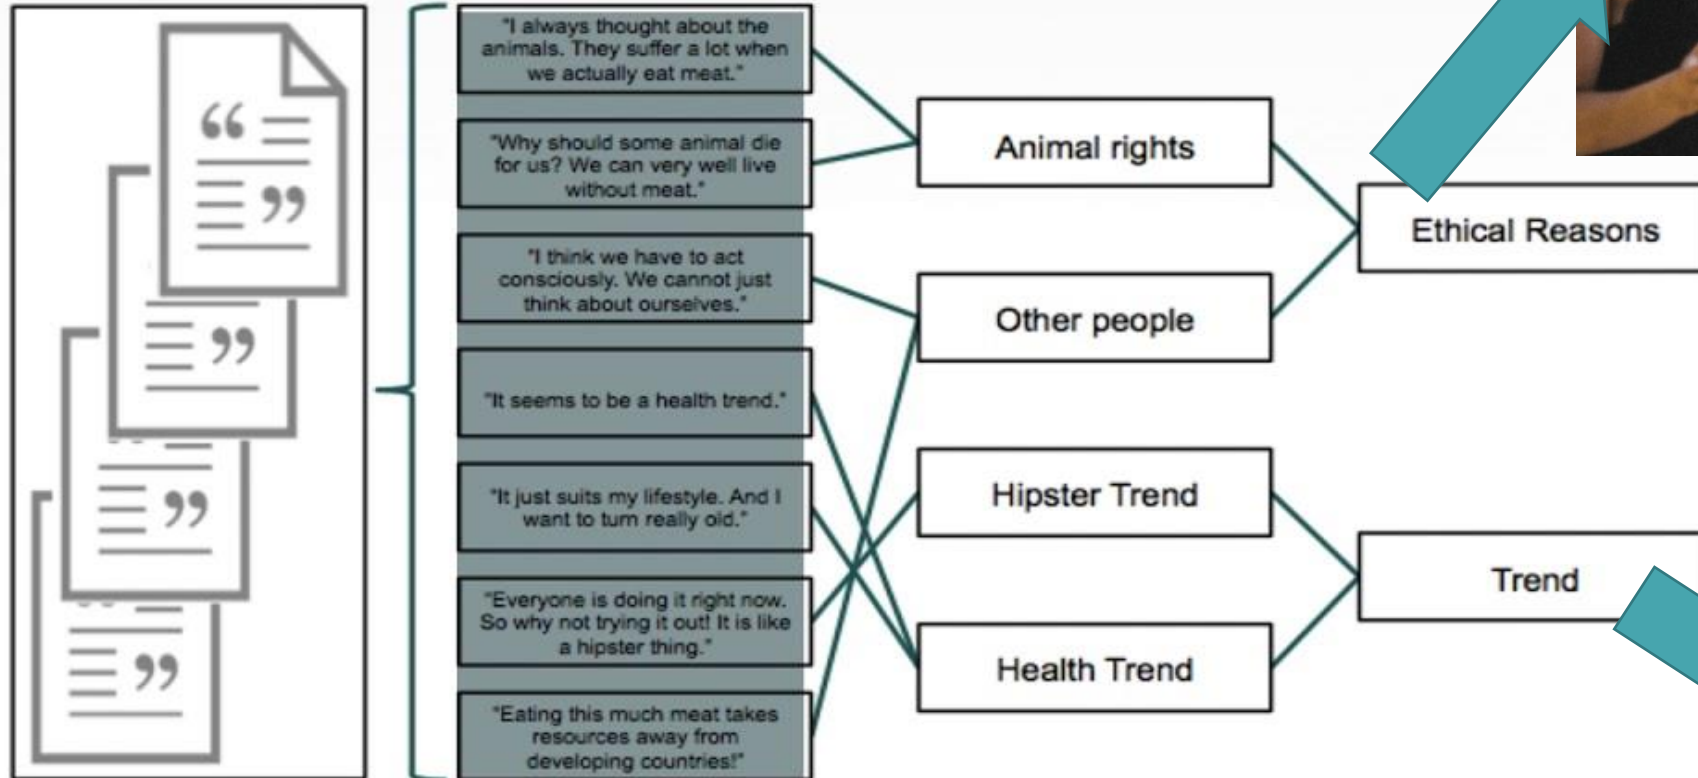 "I always thought about the
animals. They suffer a lot when
we actually eat meat."
"Why should some animal die
for us? We can very well live
without meat."
"I think we have to act
consciously. We cannot just
think about ourselves."
"It seems to be a health trend."
"It just suits my lifestyle. And I
want to turn really old."
"Everyone is doing it right now.
So why not trying it out! It is like
a hipster thing."
"Eating this much meat takes
resources away from
developing countries!"
Animal rights
Other people
Hipster Trend
Health Trend
Ethical Reasons
Trend